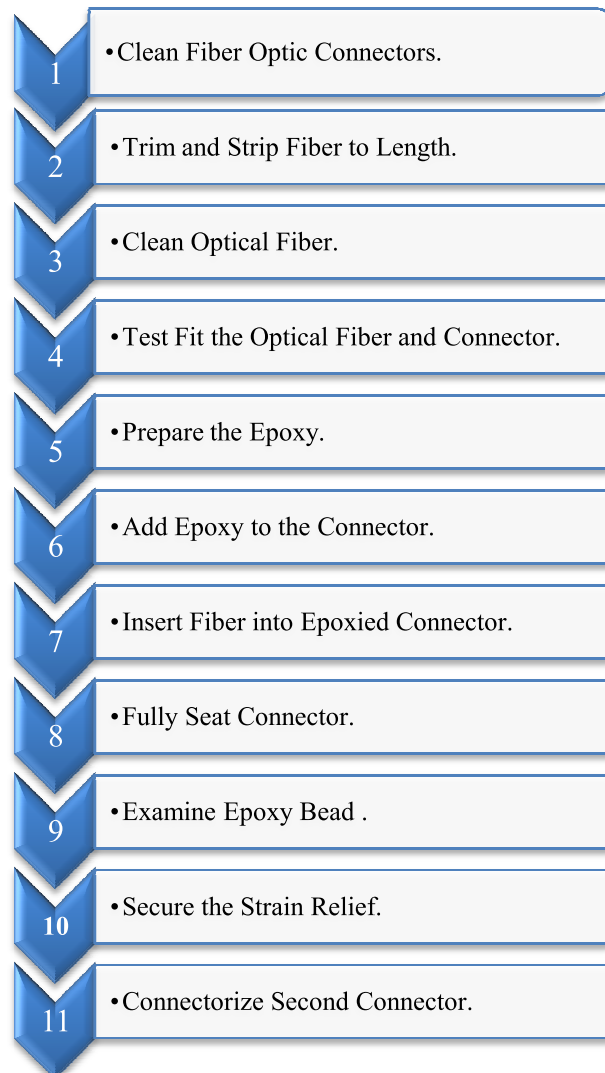 1
•Clean Fiber Optic Connectors.
2
•Trim and Strip Fiber to Length.
3
•Clean Optical Fiber.
4
•Test Fit the Optical Fiber and Connector.
5
•Prepare the Epoxy.
6
•Add Epoxy to the Connector.
7
•Insert Fiber into Epoxied Connector.
8
•Fully Seat Connector.
9
•Examine Epoxy Bead .
10
•Secure the Strain Relief.
11
•Connectorize Second Connector.